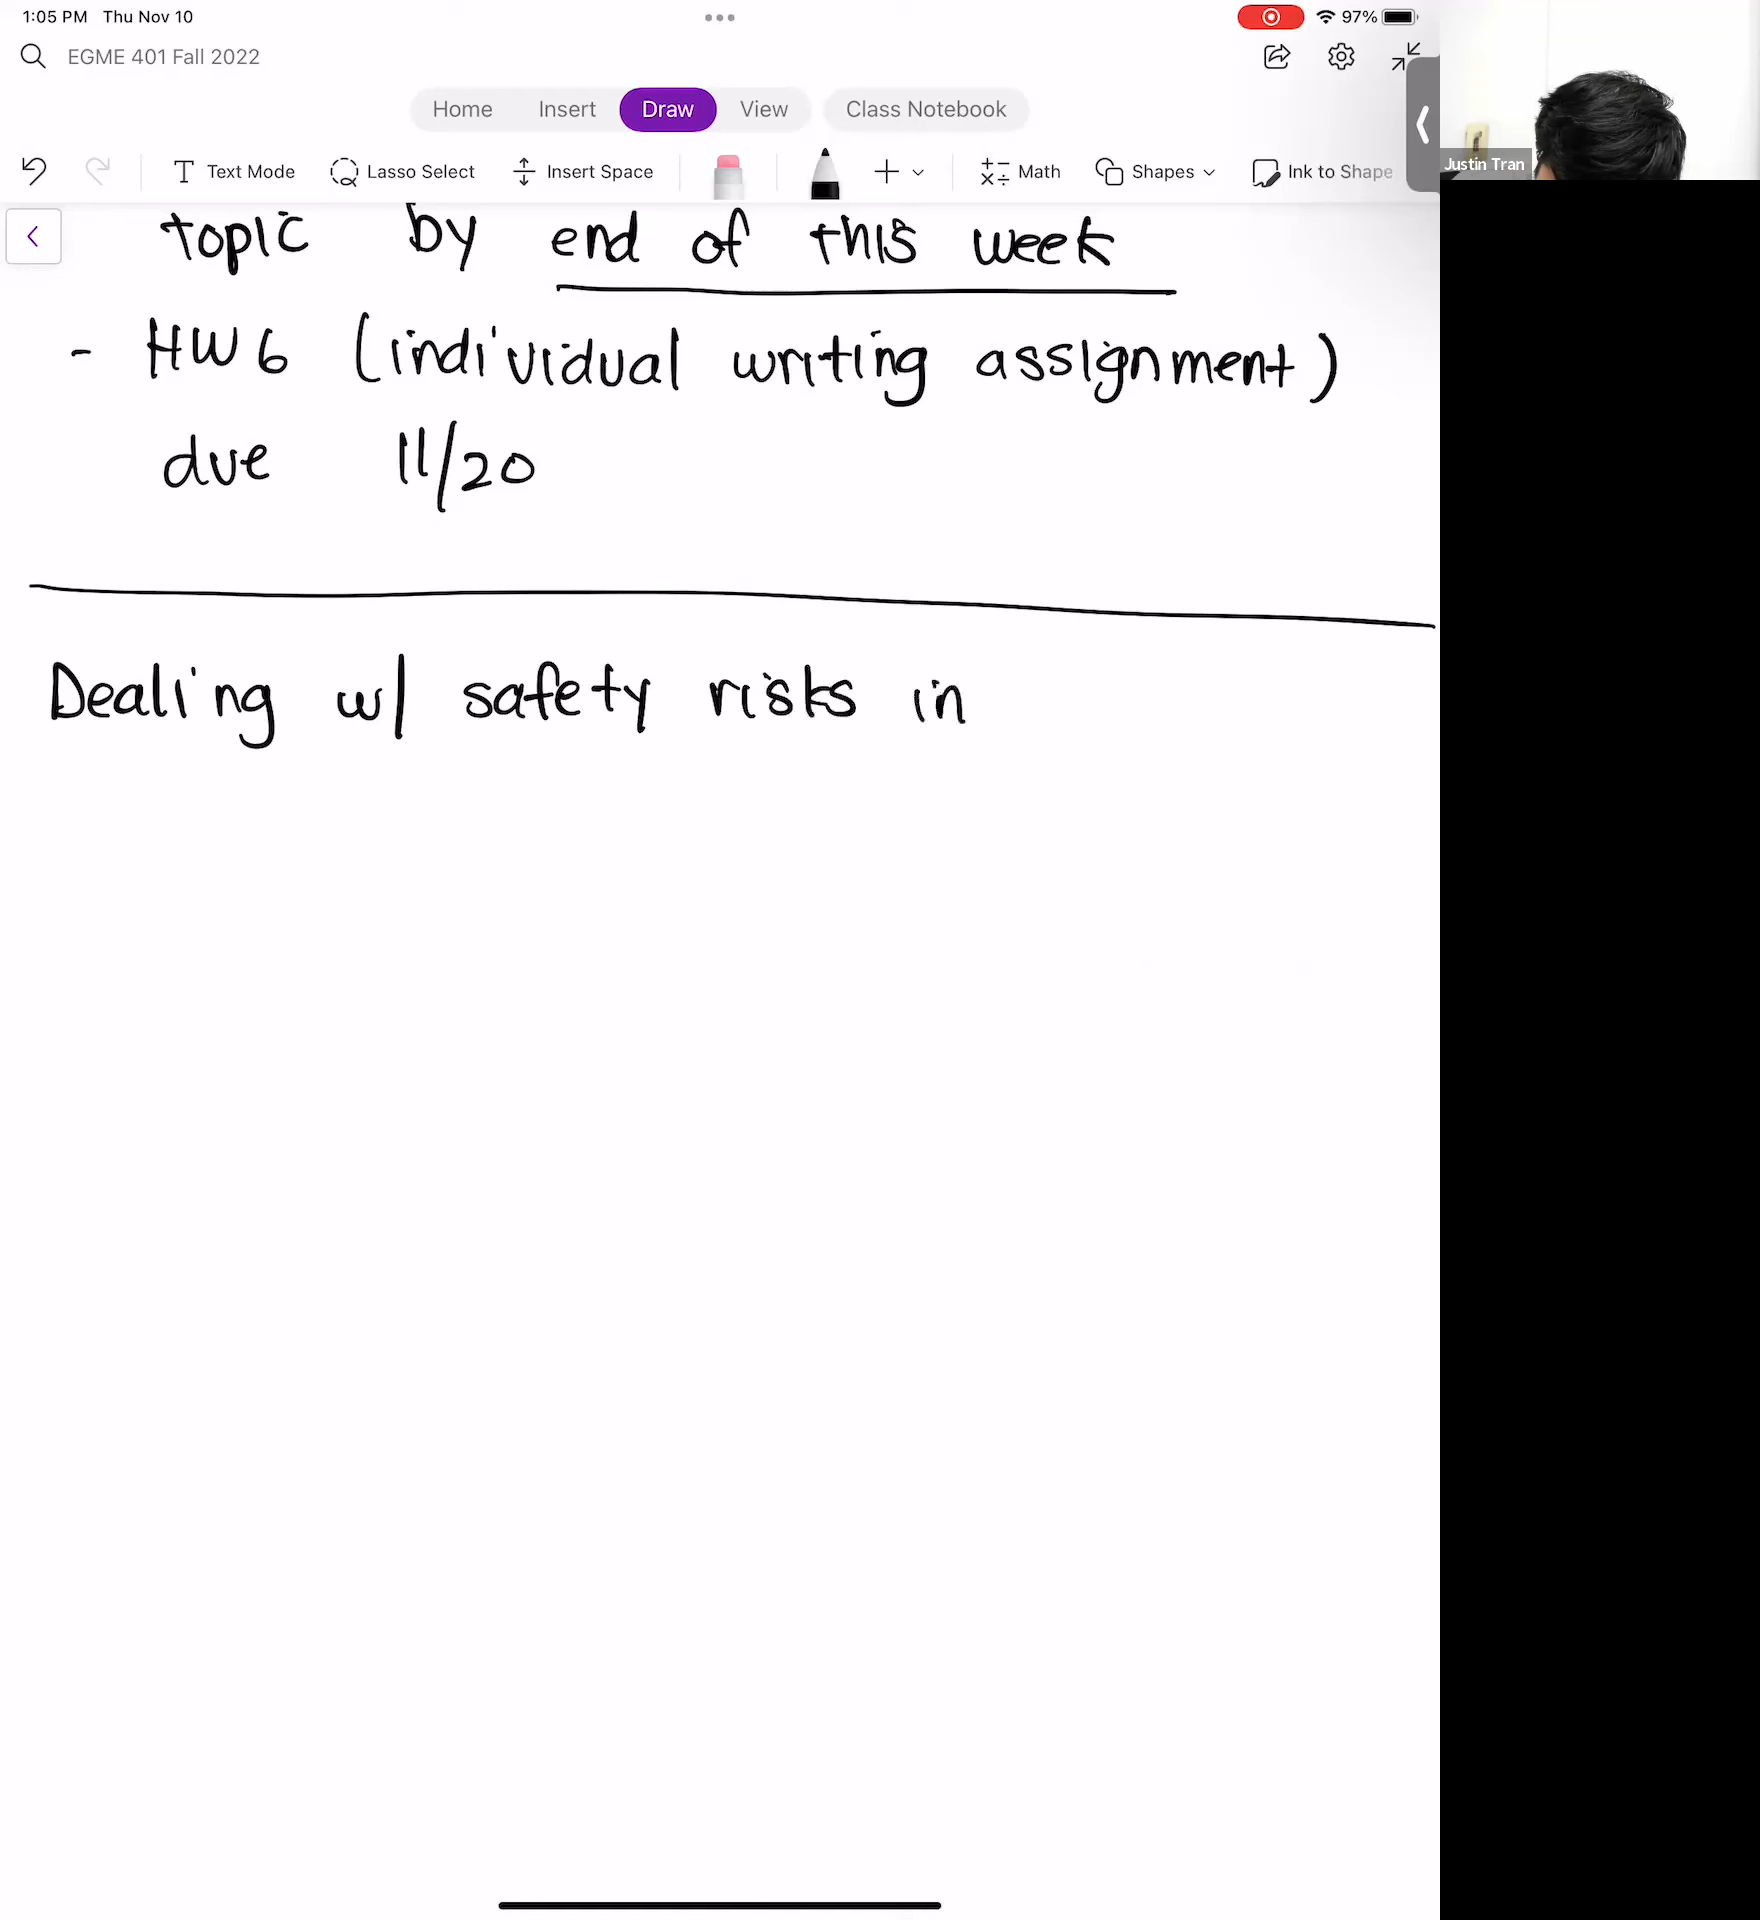 1:05 PM Thu Nov 10 97%
EGME 401 Fall 2022
Home Insert Draw View Class Notebook
Text Mode Lasso Select Insert Space Math Shapes Ink to Shape
Justin Tran
topic by end of this week
- HW 6 (individual writing assignment)
due 11/20
Dealing w/ safety risks in